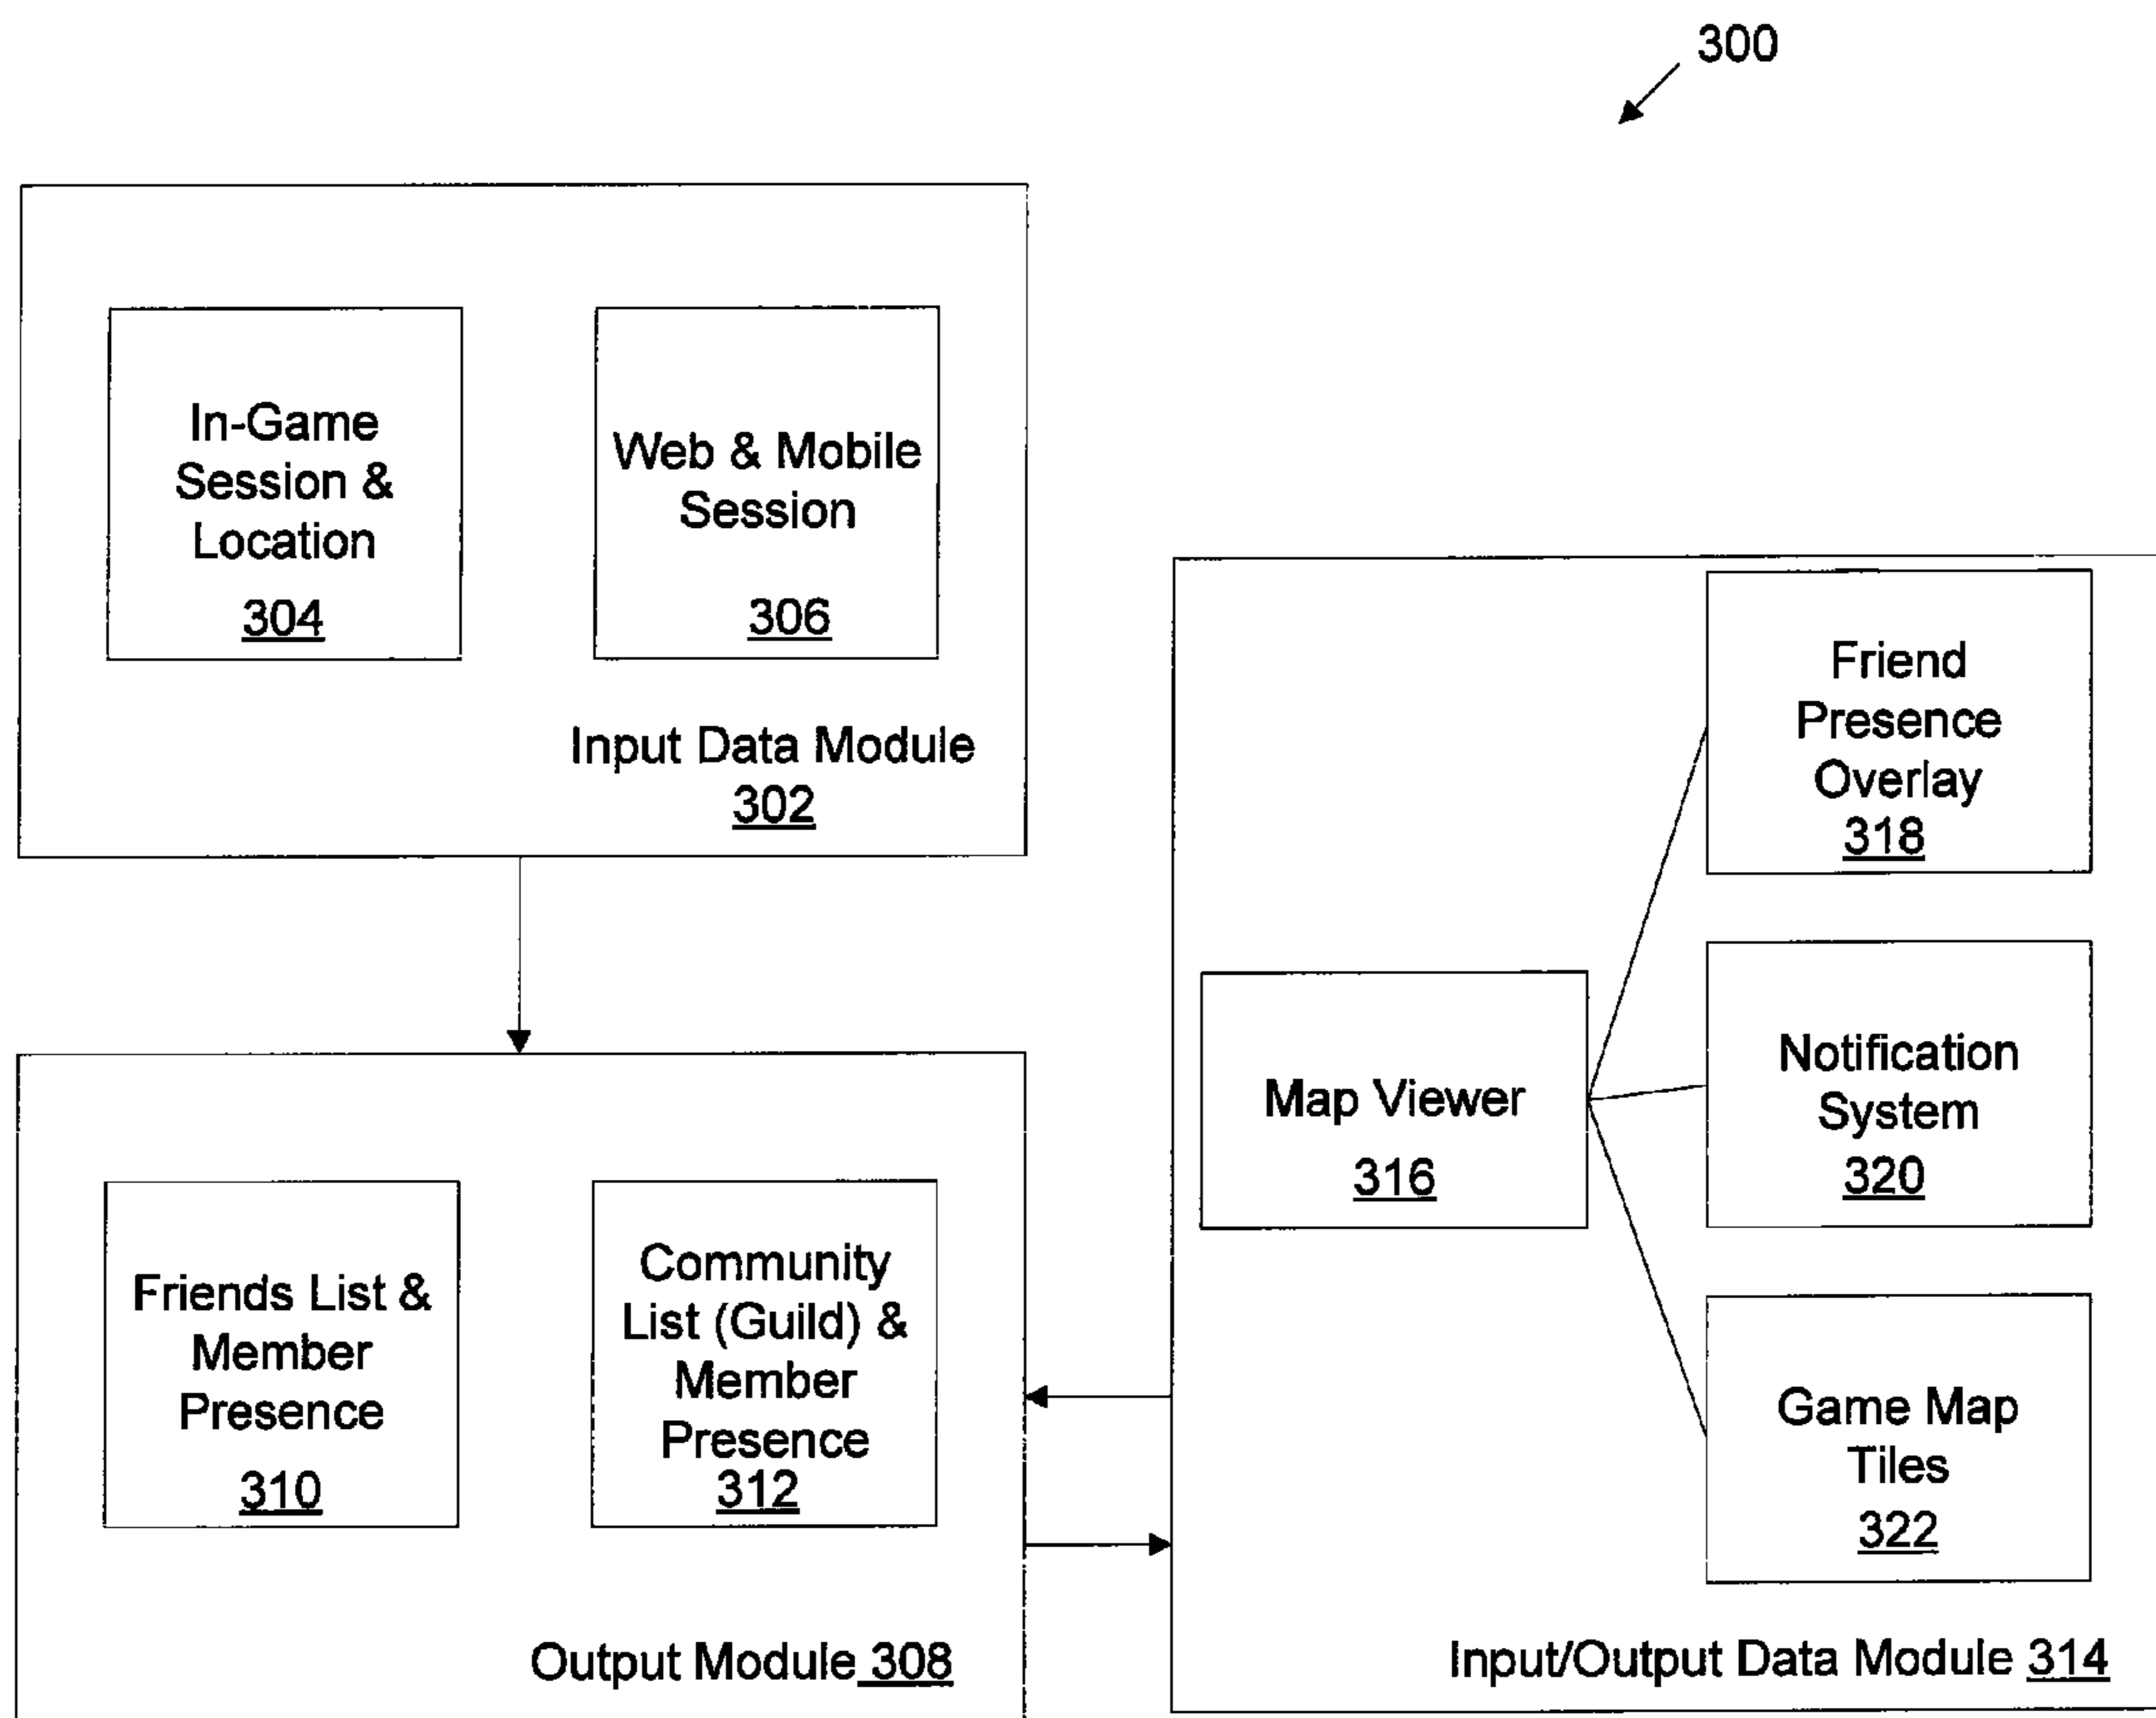 300
In-Game
Session &
Location
304
Web & Mobile
Session
306
Input Data Module
302
Friends List &
Member
Presence
310
Community
List (Guild) &
Member
Presence
312
Output Module 308
Map Viewer
316
Friend
Presence
Overlay
318
Notification
System
320
Game Map
Tiles
322
Input/Output Data Module 314